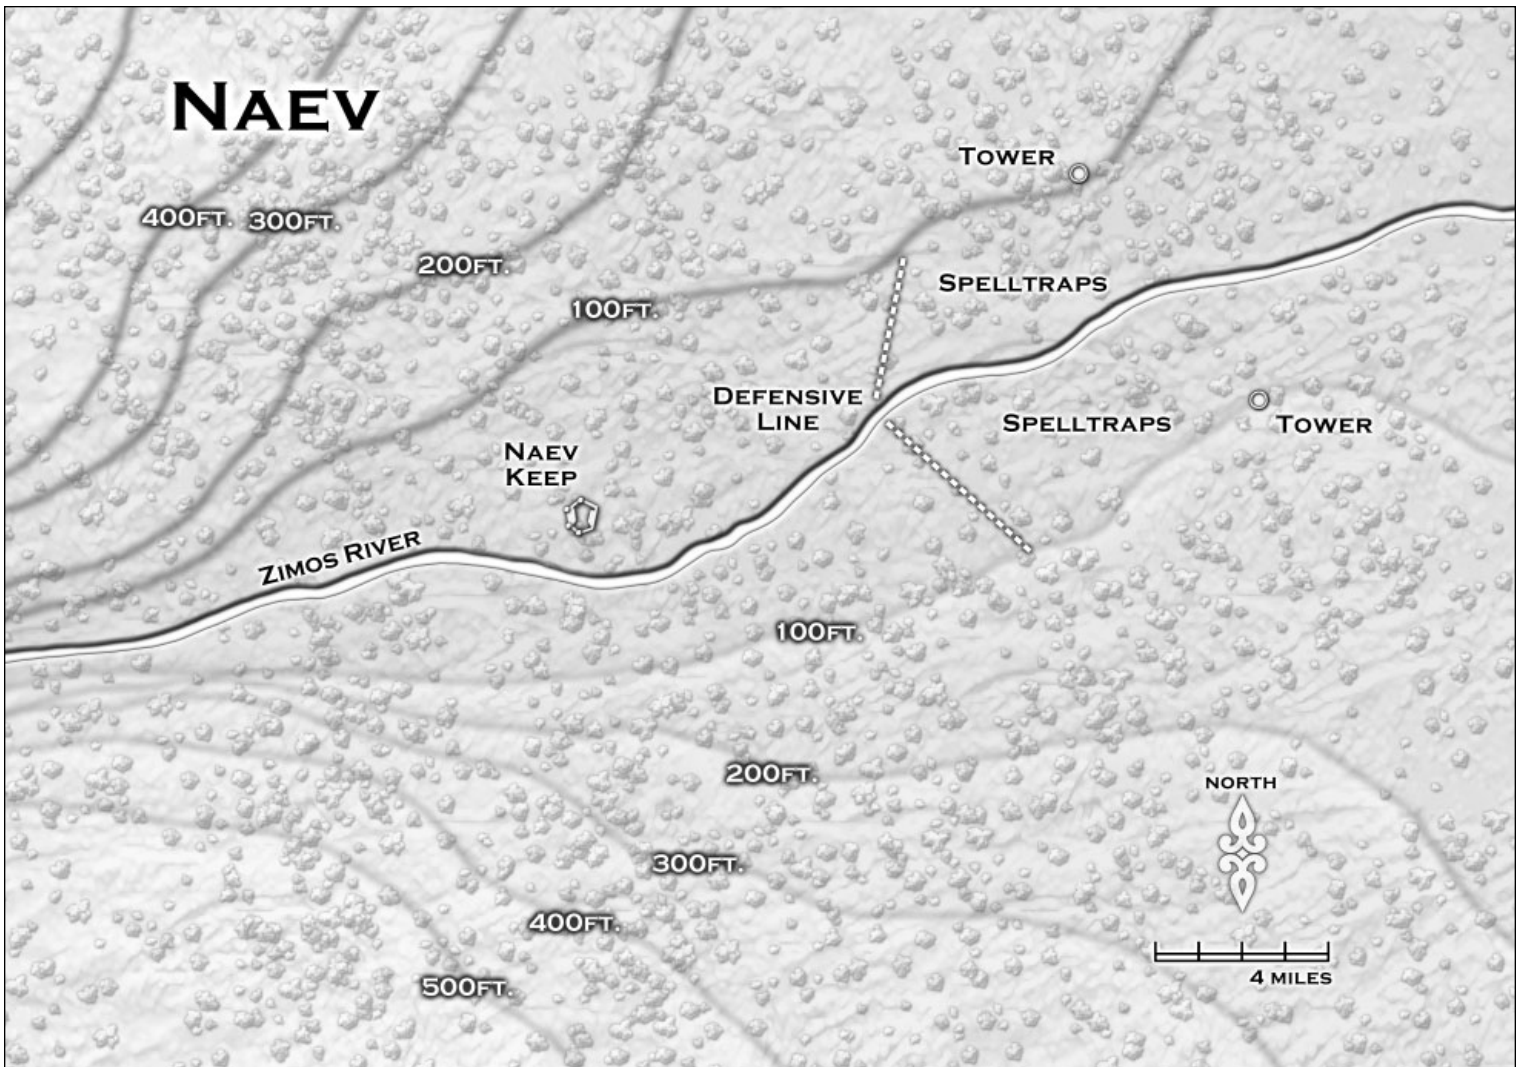 NAEV
TOWER
400FT.
300FT.
200FT.
SPELLTRAPS
100FT.
DEFENSIVE
LINE
SPELLTRAPS
TOWER
NAEV
KEEP
ZIMOS RIVER
100FT.
200FT.
NORTH
300FT.
400FT.
4 MILES
500FT.